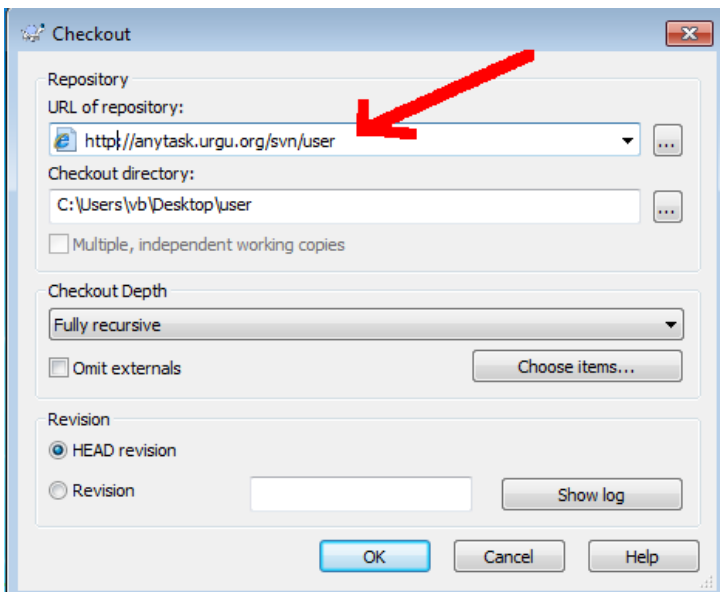 Checkout
Repository
URL of repository:
http://anytask.urgu.org/svn/user
...
Checkout directory:
C:\Users\vb\Desktop\user
...
Multiple, independent working copies
Checkout Depth
Fully recursive
Omit externals
Choose items...
Revision
HEAD revision
Revision
Show log
OK Cancel Help